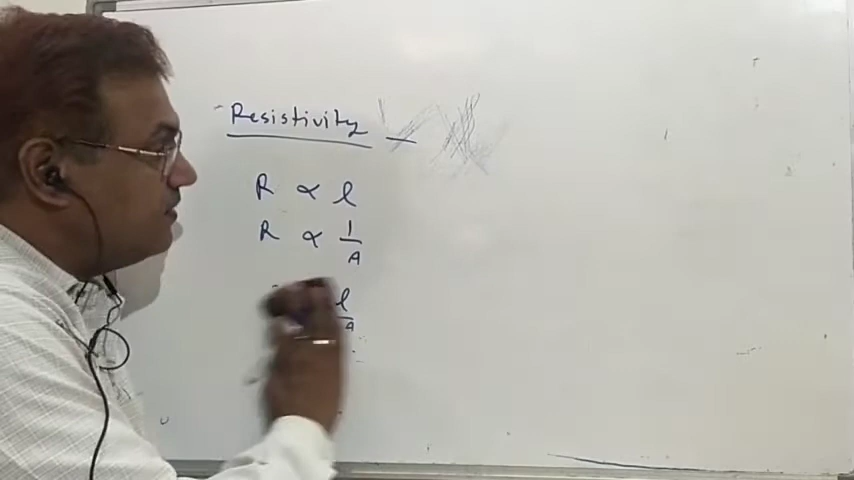 Resistivity -
R ∝ l
R ∝ 1/A
l/A